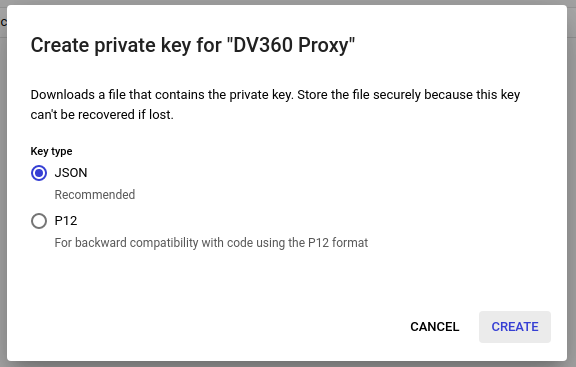 Create private key for "DV360 Proxy"
Downloads a file that contains the private key. Store the file securely because this key
can't be recovered if lost.
Key type
JSON
Recommended
P12
For backward compatibility with code using the P12 format
CANCEL CREATE